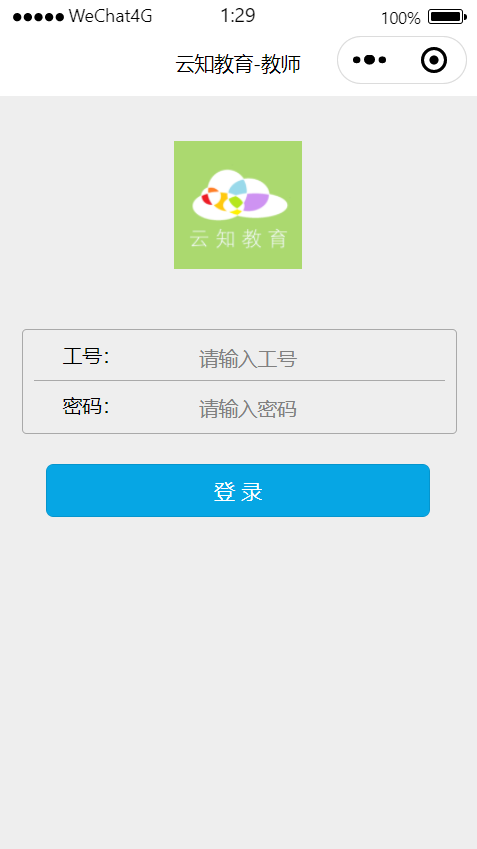 WeChat4G 1:29 100%
云知教育-教师
云知教育
工号： 请输入工号
密码： 请输入密码
登 录